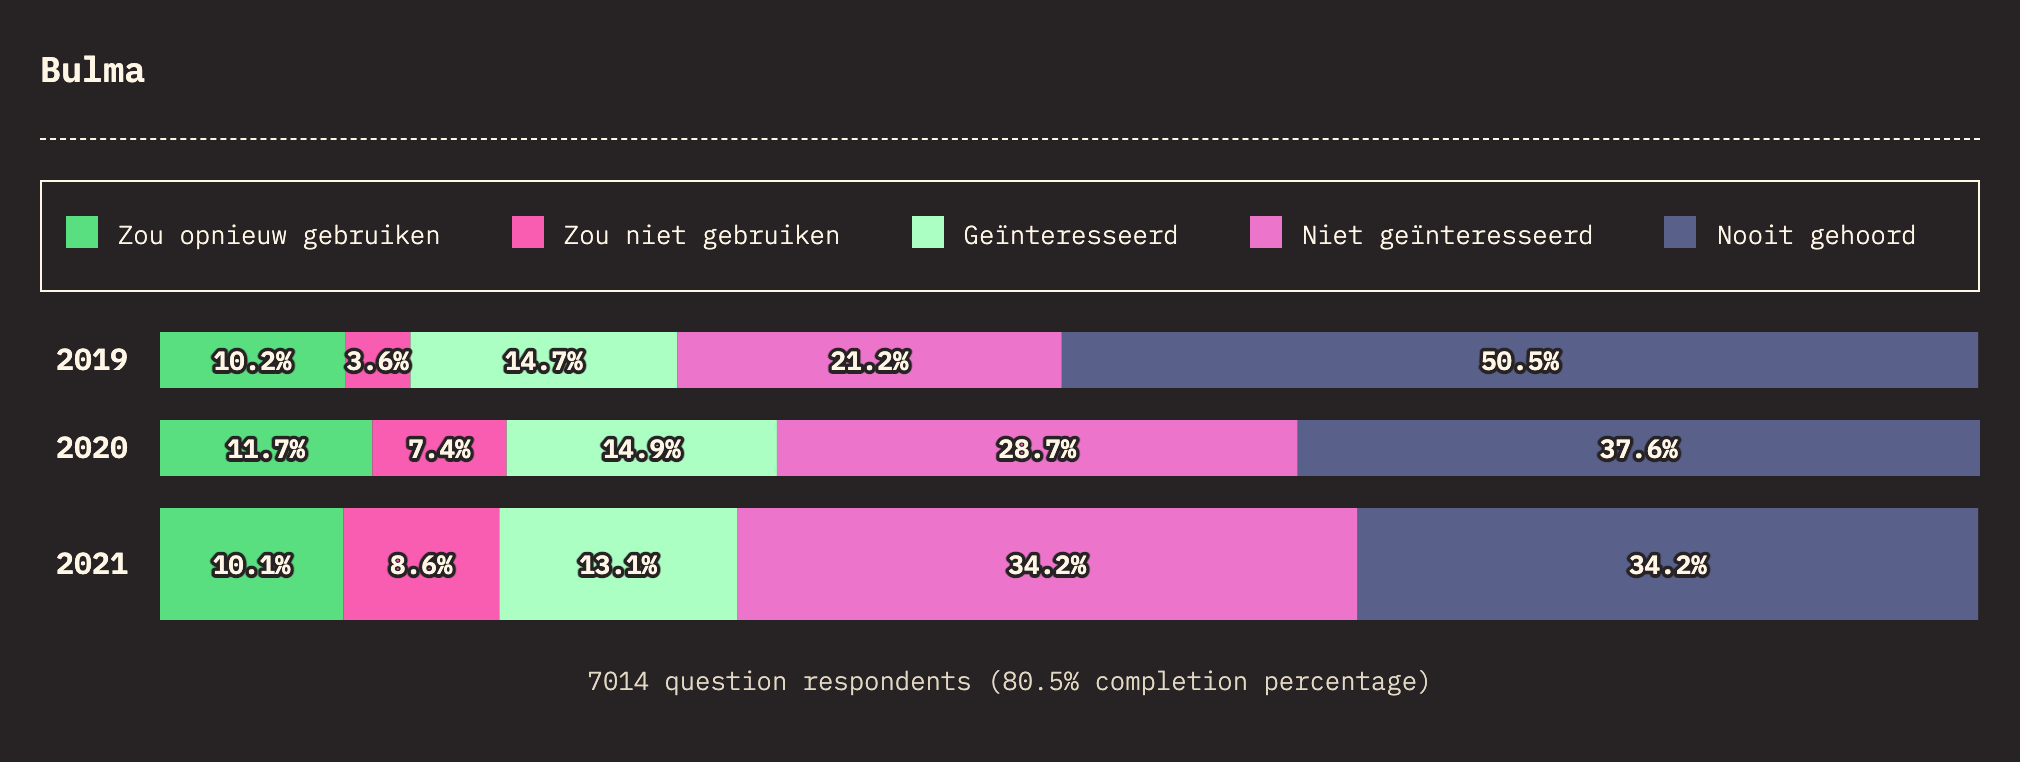 Bulma
Zou opnieuw gebruiken Zou niet gebruiken Geïnteresseerd Niet geïnteresseerd Nooit gehoord
2019 10.2% 3.6% 14.7% 21.2% 50.5%
2020 11.7% 7.4% 14.9% 28.7% 37.6%
2021 10.1% 8.6% 13.1% 34.2% 34.2%
7014 question respondents (80.5% completion percentage)